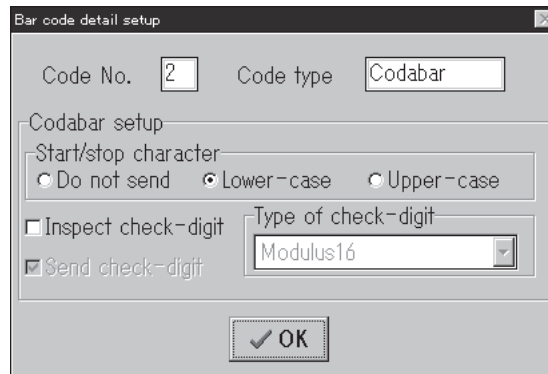 Bar code detail setup
Code No. 2 Code type Codabar
Codabar setup
Start/stop character
Do not send Lower-case Upper-case
Inspect check-digit
Type of check-digit
Modulus16
Send check-digit
OK